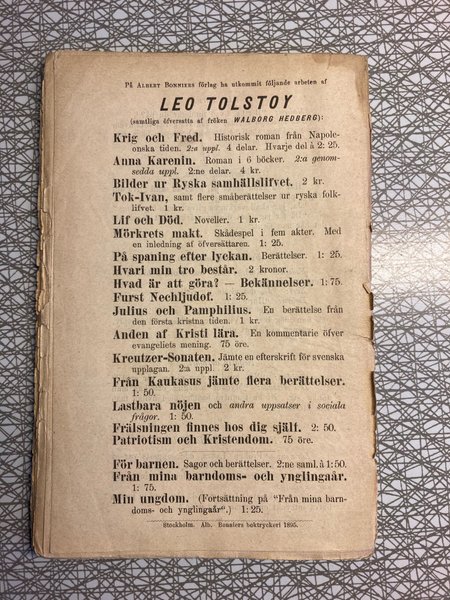 På ALBERT BONNIERS förlag ha utkommit följande arbeten af
LEO TOLSTOY
(samtliga öfversatta af fröken WALBORG HEDBERG):
Krig och Fred. Historisk roman från Napole-
onska tiden. 2:a uppl. 4 delar. Hvarje del à 2: 25.
Anna Karenin. Roman i 6 böcker. 2:a genom-
sedda uppl. 2:ne delar. 4 kr.
Bilder ur Ryska samhällslifvet. 2 kr.
Tok-Ivan, samt flere småberättelser ur ryska folk-
lifvet. 1 kr.
Lif och Död. Noveller. 1 kr.
Mörkrets makt. Skådespel i fem akter. Med
en inledning af öfversättaren. 1: 25.
På spaning efter lyckan. Berättelser. 1: 25.
Hvari min tro består. 2 kronor.
Hvad är att göra? — Bekännelser. 1: 75.
Furst Nechljudof. 1: 25.
Julius och Pamphilius. En berättelse från
den första kristna tiden. 1 kr.
Anden af Kristi lära. En kommentarie öfver
evangeliets mening. 75 öre.
Kreutzer-Sonaten. Jämte en efterskrift för svenska
upplagan. 2:a uppl. 2 kr.
Från Kaukasus jämte flera berättelser.
1: 50.
Lastbara nöjen och andra uppsatser i sociala
frågor. 1: 50.
Frälsningen finnes hos dig själf. 2: 50.
Patriotism och Kristendom. 75 öre.
För barnen. Sagor och berättelser. 2:ne saml. à 1: 50.
Från mina barndoms- och ynglingaår.
1: 75.
Min ungdom. (Fortsättning på "Från mina barn-
doms- och ynglingaår".) 1: 25.
Stockholm. Alb. Bonniers boktryckeri 1895.